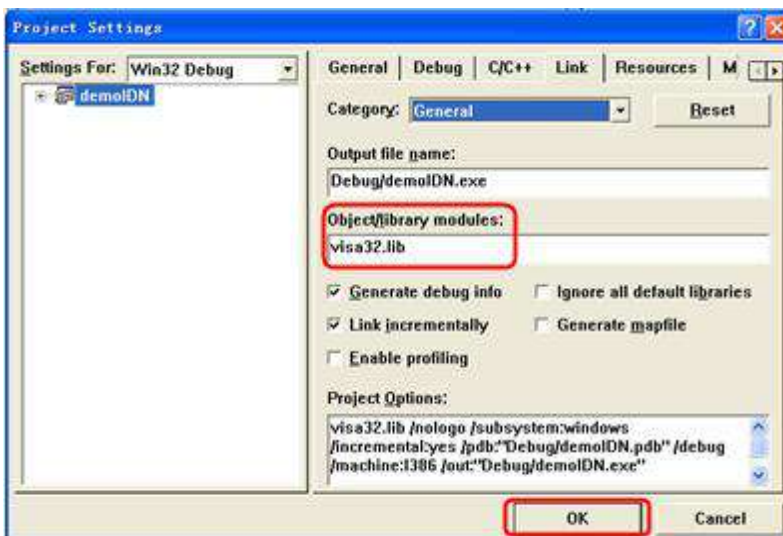 Project Settings
Settings For: Win32 Debug
demoIDN
General Debug C/C++ Link Resources M
Category: General Reset
Output file name:
Debug/demoIDN.exe
Object/library modules:
visa32.lib
Generate debug info Ignore all default libraries
Link incrementally Generate mapfile
Enable profiling
Project Options:
visa32.lib /nologo /subsystem:windows
/incremental:yes /pdb:"Debug/demoIDN.pdb" /debug
/machine:I386 /out:"Debug/demoIDN.exe"
OK Cancel